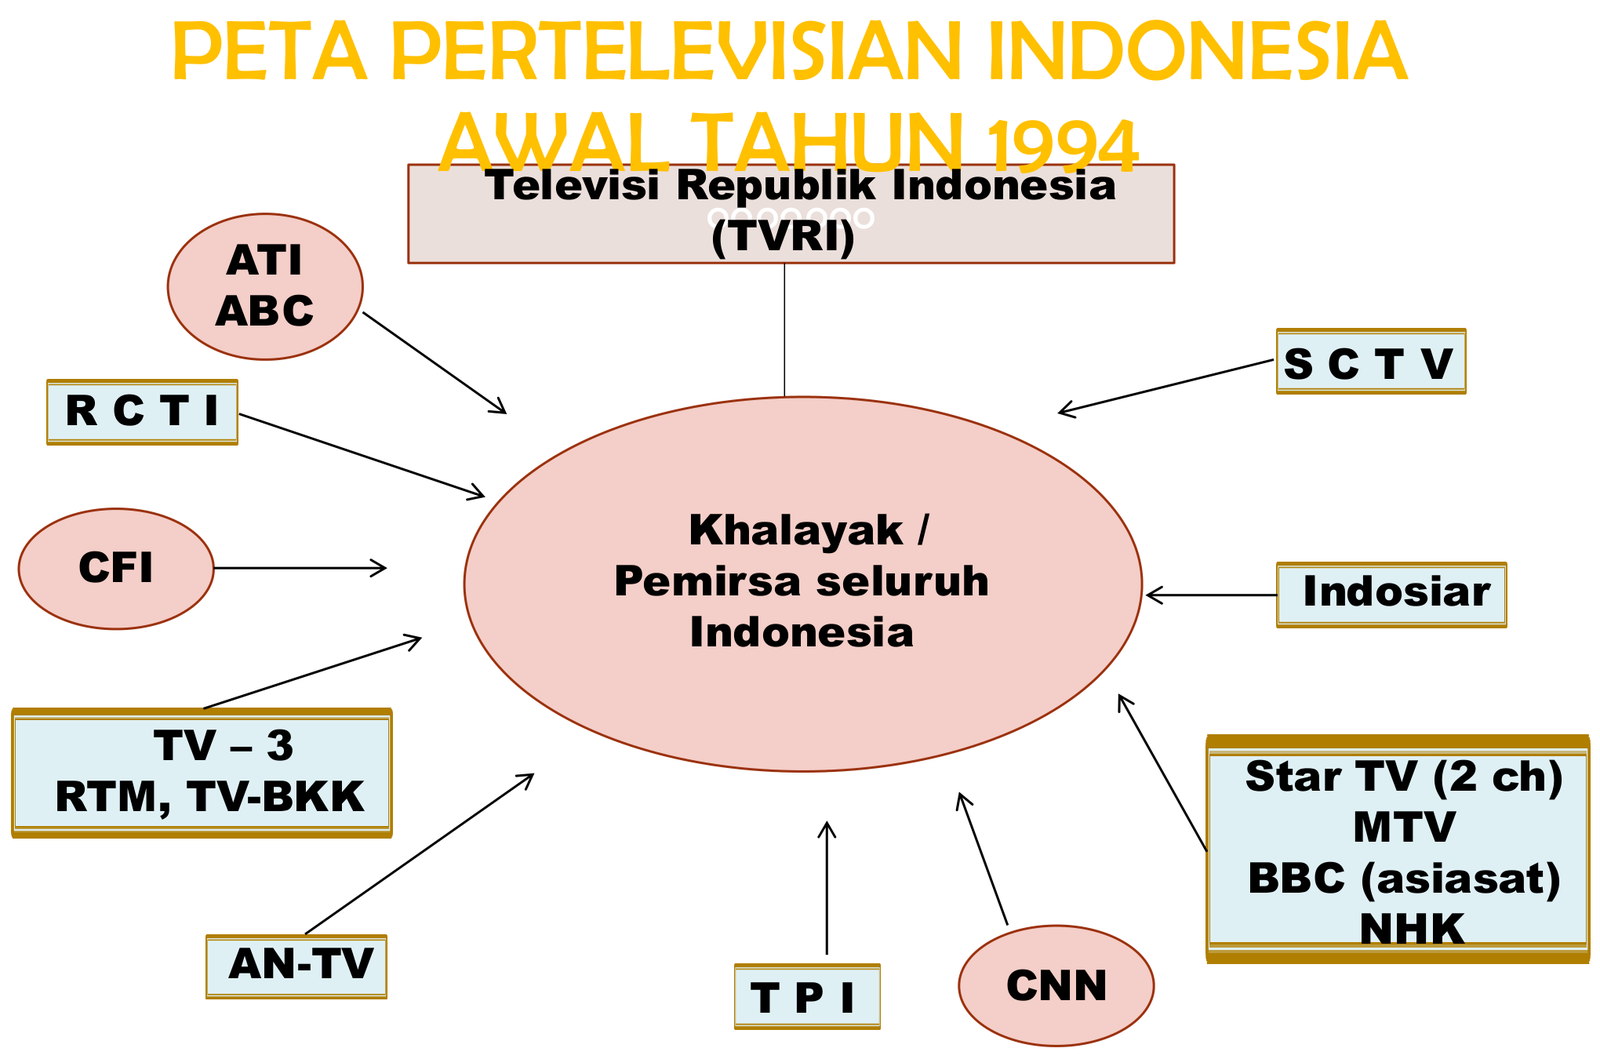 PETA PERTELEVISIAN INDONESIA
AWAL TAHUN 1994
Televisi Republik Indonesia
(TVRI)
ATI
ABC
S C T V
R C T I
Khalayak /
Pemirsa seluruh
Indonesia
CFI
Indosiar
TV – 3
RTM, TV-BKK
Star TV (2 ch)
MTV
BBC (asiasat)
NHK
AN-TV
T P I
CNN